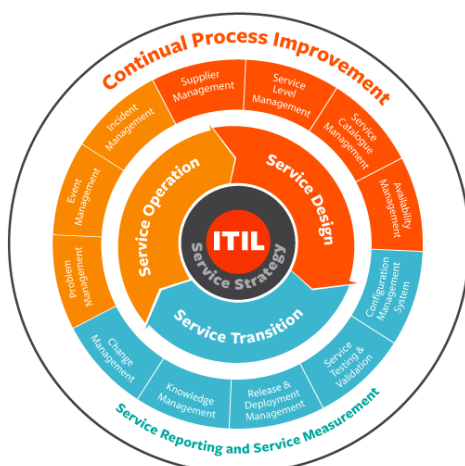 Continual Process Improvement
Supplier
Management
Service
Level
Management
Service
Catalogue
Management
Availability
Management
Configuration
Management
System
Service
Testing &
Validation
Release &
Deployment
Management
Knowledge
Management
Change
Management
Problem
Management
Event
Management
Incident
Management
Service Operation
Service Design
Service Transition
ITIL
Service Strategy
Service Reporting and Service Measurement